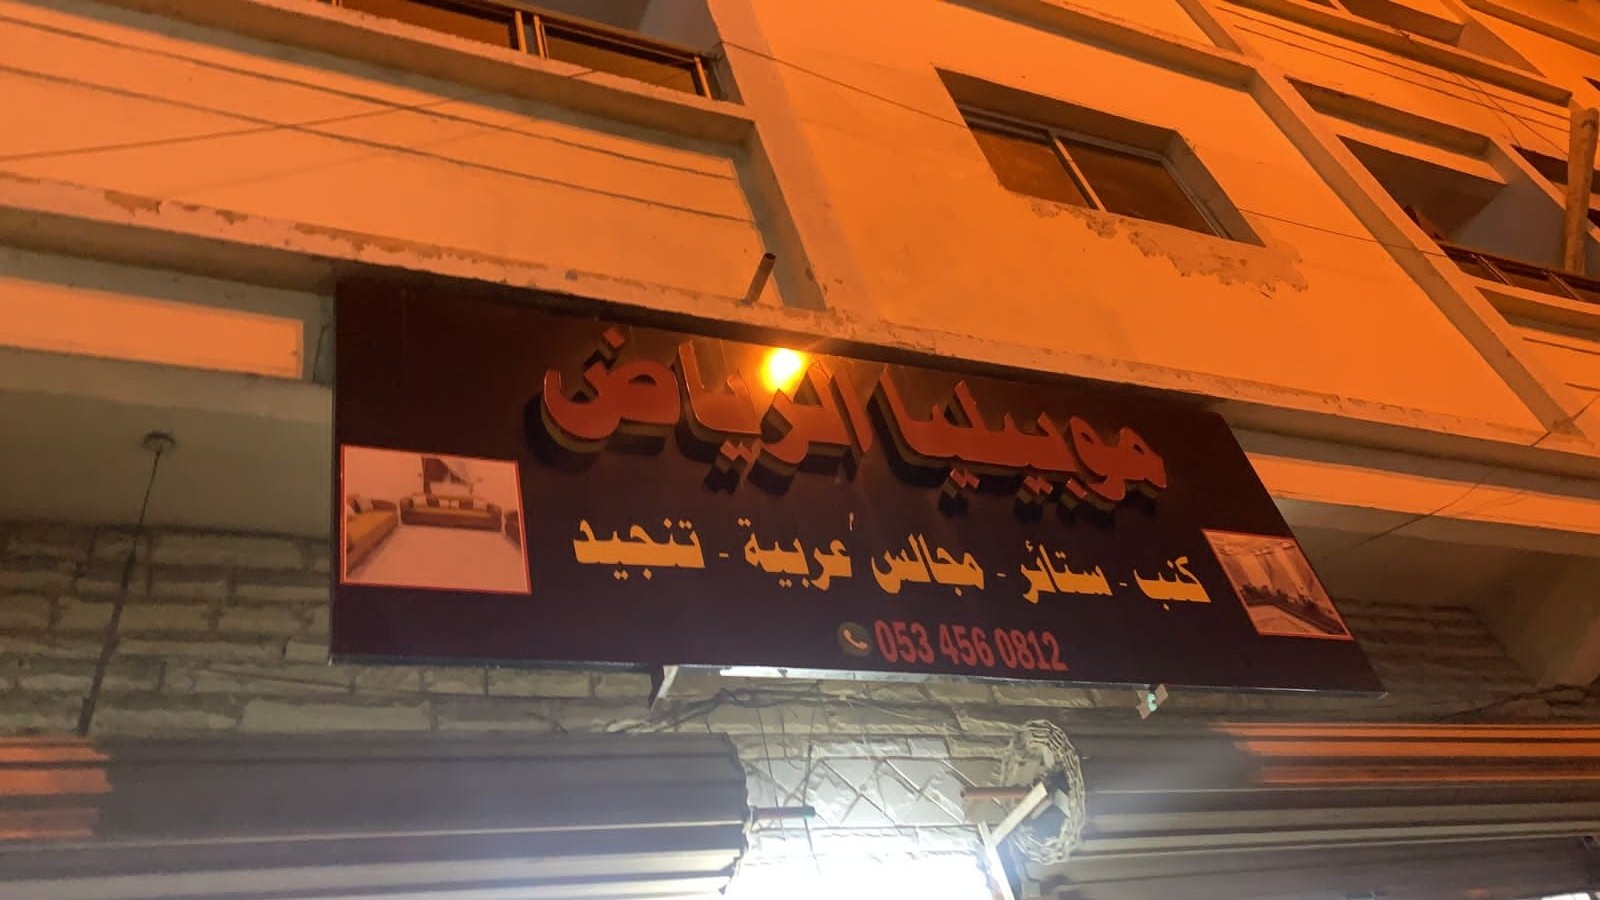 موبيليا الرياض
كنب - ستائر - مجالس عربية - تنجيد
053 456 0812